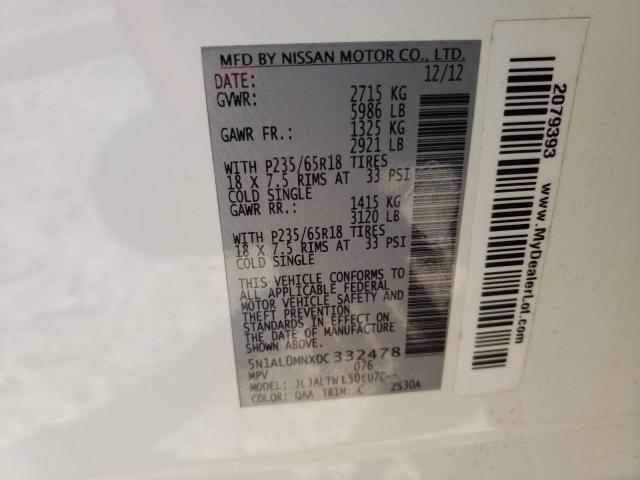 MFD BY NISSAN MOTOR CO., LTD.
DATE: 12/12
GVWR: 2715 KG
5986 LB
GAWR FR.: 1325 KG
2921 LB
WITH P235/65R18 TIRES
18 X 7.5 RIMS AT 33 PSI
COLD SINGLE
GAWR RR.: 1415 KG
3120 LB
WITH P235/65R18 TIRES
18 X 7.5 RIMS AT 33 PSI
COLD SINGLE
THIS VEHICLE CONFORMS TO
ALL APPLICABLE FEDERAL
MOTOR VEHICLE SAFETY AND
THEFT PREVENTION
STANDARDS IN EFFECT ON
THE DATE OF MANUFACTURE
SHOWN ABOVE.
5N1AL0MNXDC332478
MPV 076
MODEL: JLJALTWL50EU7C--
COLOR: QAA TRIM: C 2S30A
2079393
www.MyDealerLot.com